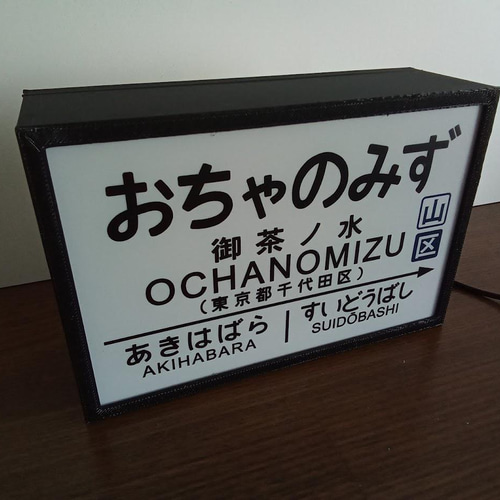 おちゃのみず
御茶ノ水
山
区
OCHANOMIZU
(東京都千代田区)
あきはばら
AKIHABARA
すいどうばし
SUIDŌBASHI